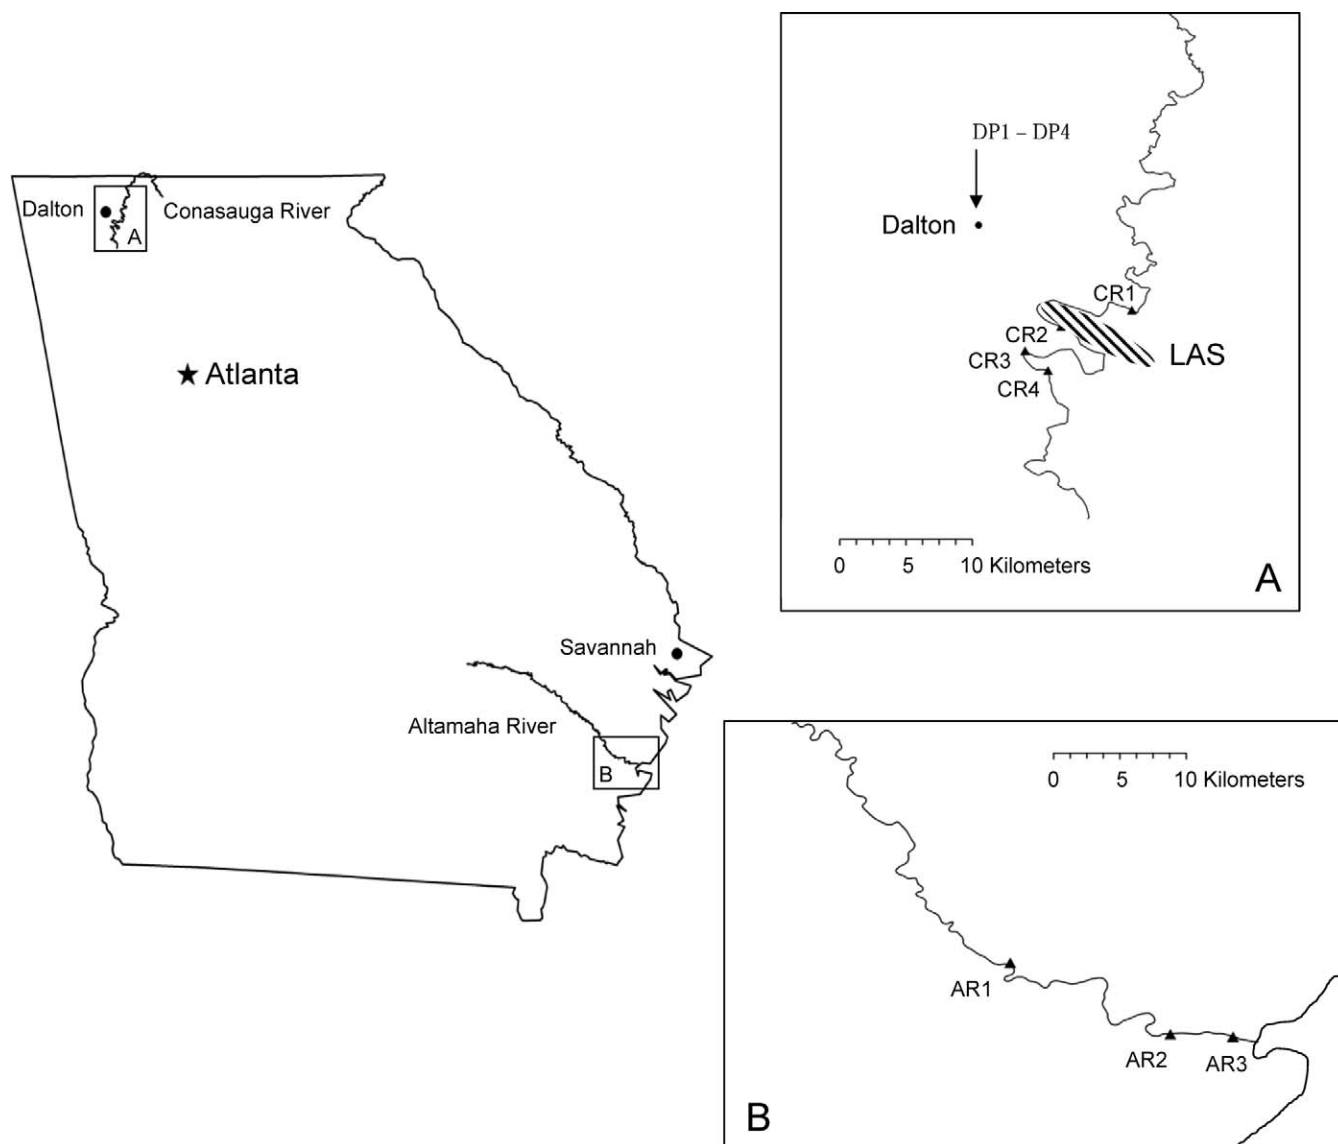 Dalton
Conasauga River
A
Atlanta
Savannah
Altamaha River
B
DP1 – DP4
Dalton
CR1
CR2
LAS
CR3
CR4
0 5 10 Kilometers
A
0 5 10 Kilometers
AR1
AR2
AR3
B